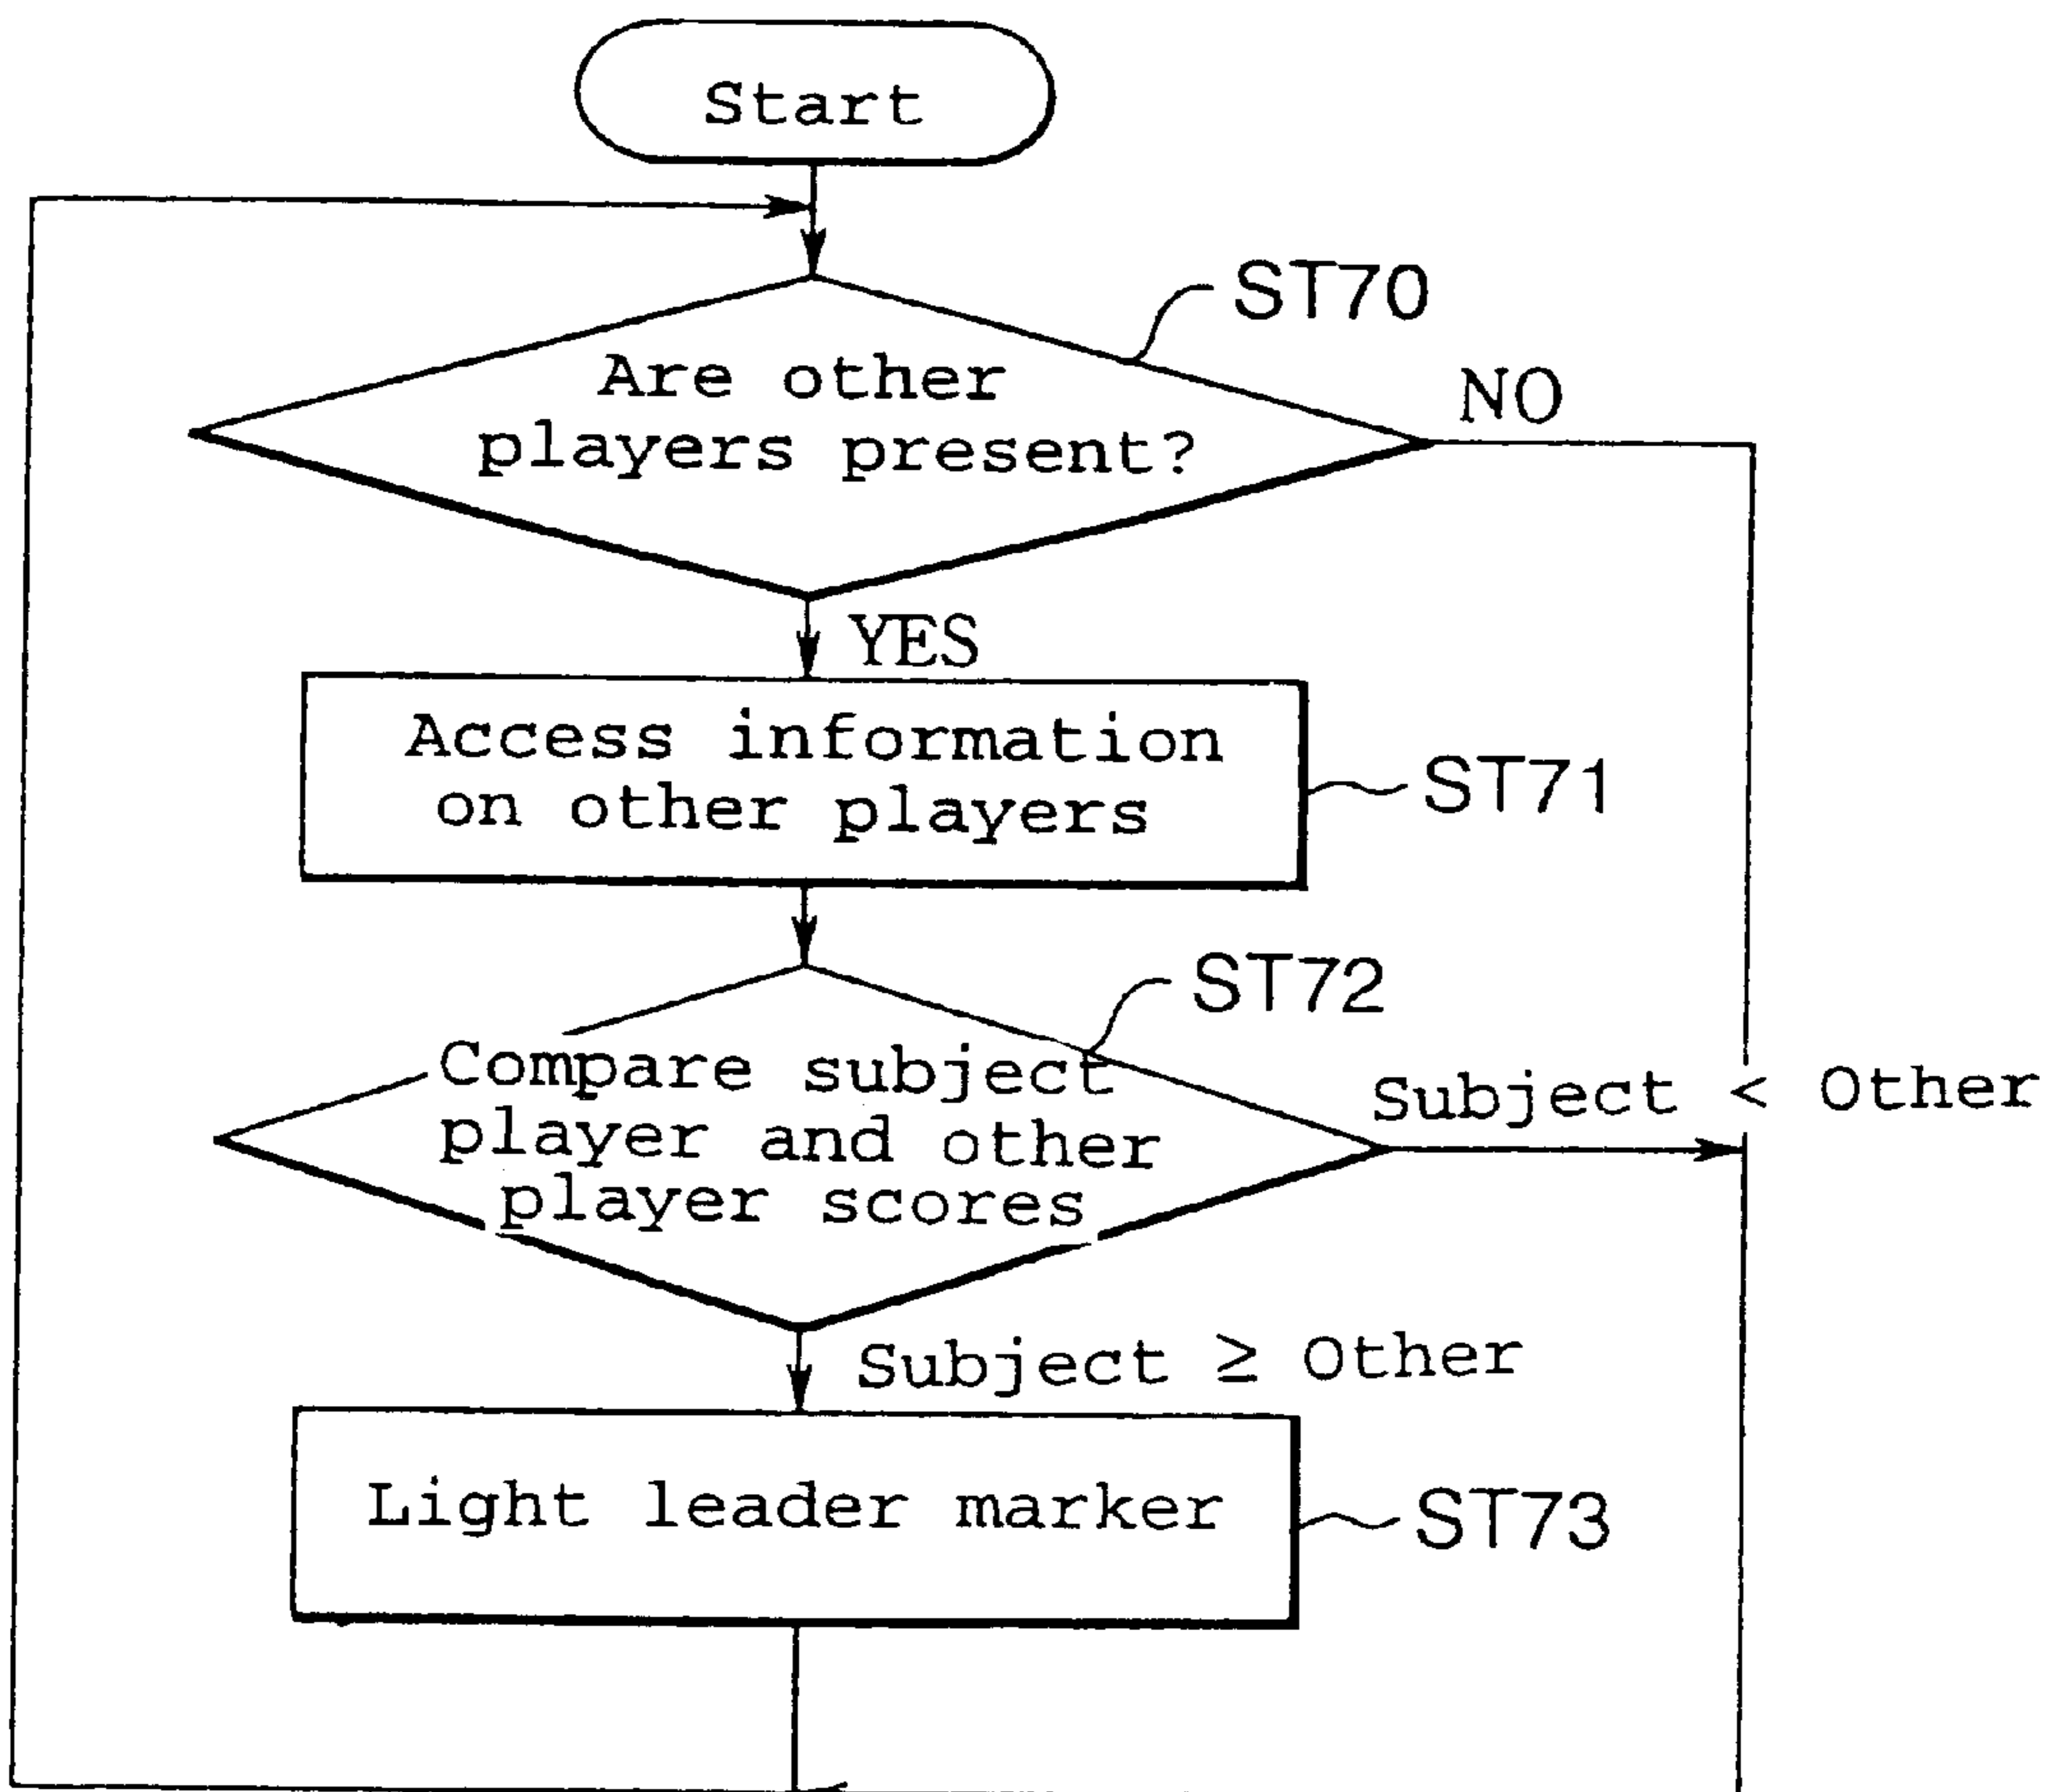 Start
ST70
Are other
players present?
NO
YES
Access information
on other players
ST71
ST72
Compare subject
player and other
player scores
Subject < Other
Subject ≥ Other
Light leader marker
ST73